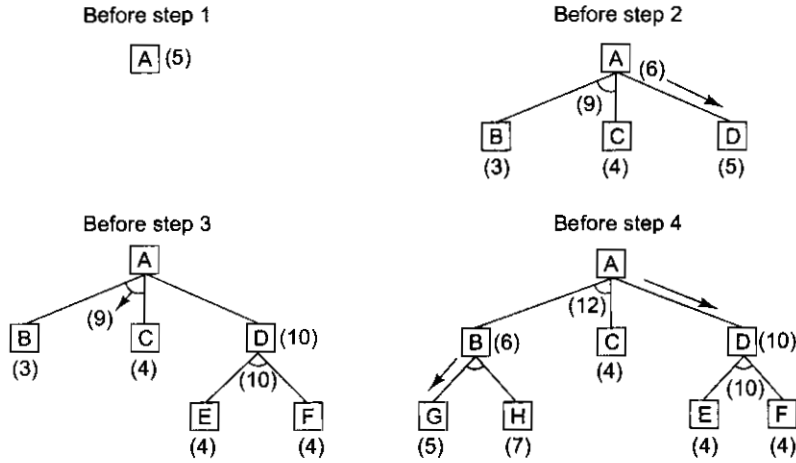 Before step 1
A (5)
Before step 2
A (6)
(9)
B C D
(3) (4) (5)
Before step 3
A
(9)
B C D (10)
(3) (4) (10)
E F
(4) (4)
Before step 4
A
(12)
B (6) C D (10)
(4) (10)
G H E F
(5) (7) (4) (4)